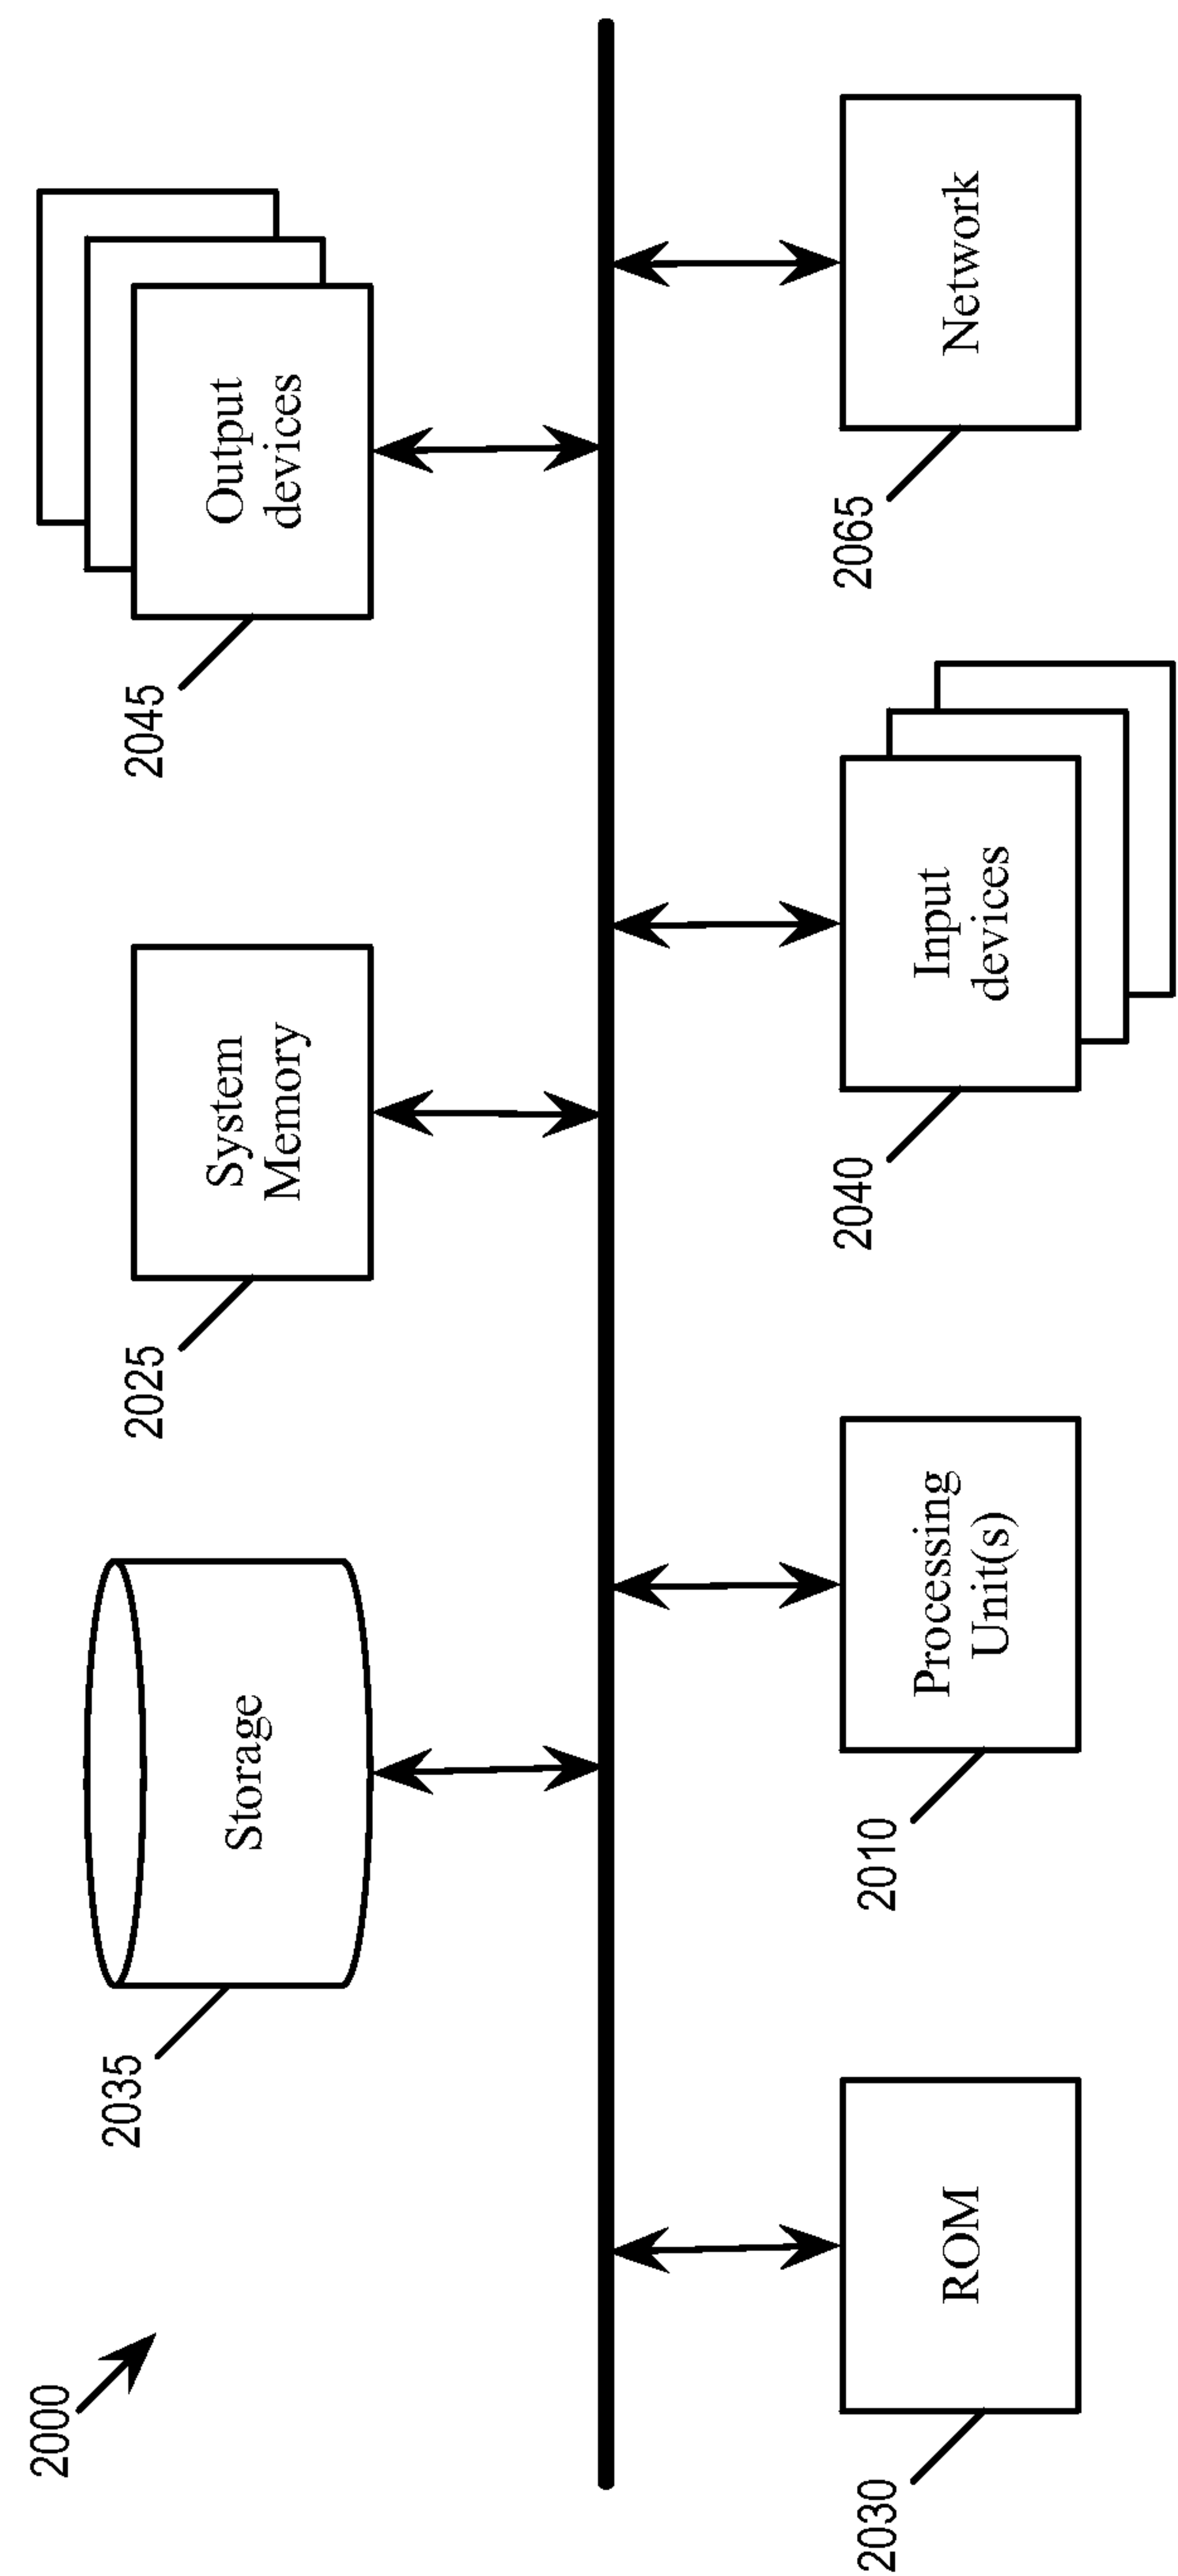 2000
2035
Storage
2025
System
Memory
2045
Output
devices
2030
ROM
2010
Processing
Unit(s)
2040
Input
devices
2065
Network